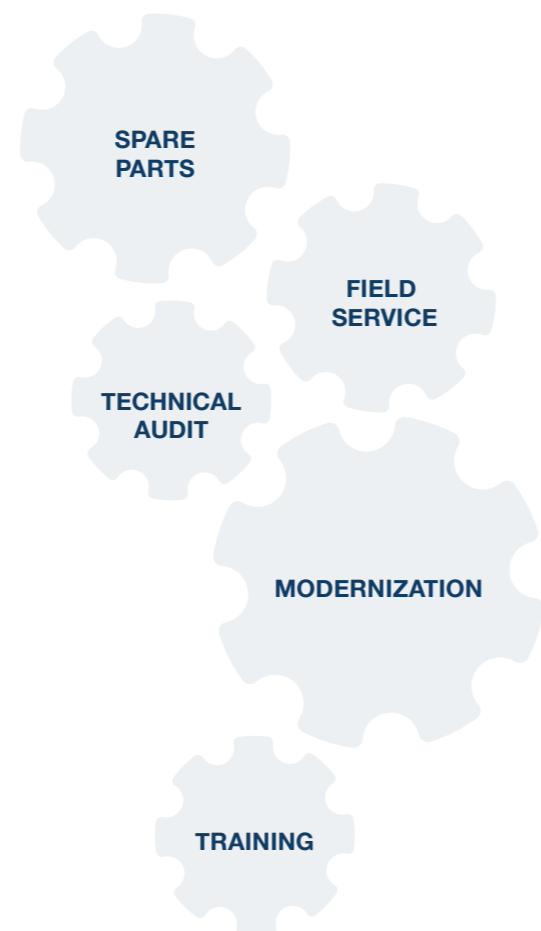 SPARE
PARTS
FIELD
SERVICE
TECHNICAL
AUDIT
MODERNIZATION
TRAINING